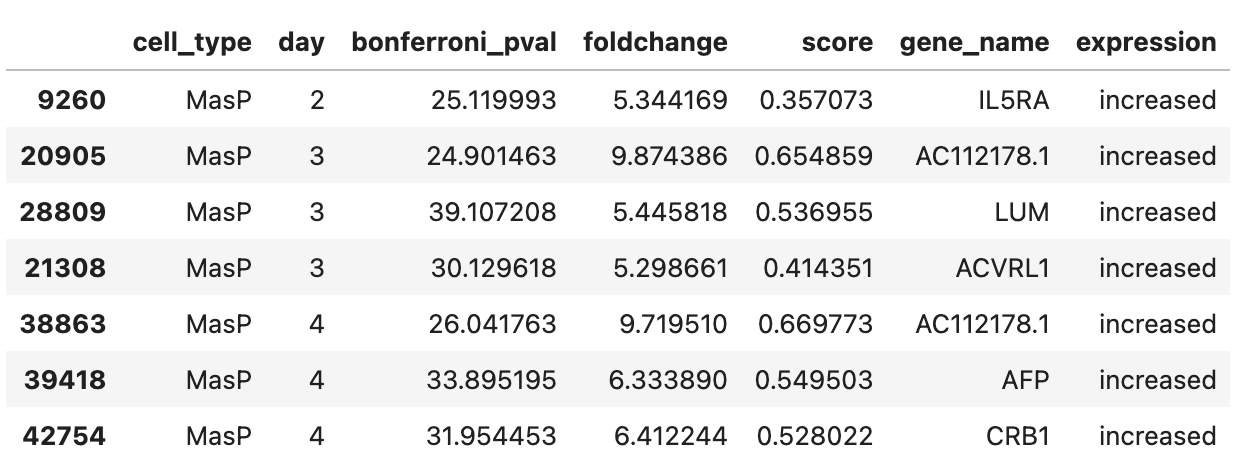 cell_type day bonferroni_pval foldchange score gene_name expression
9260 MasP 2 25.119993 5.344169 0.357073 IL5RA increased
20905 MasP 3 24.901463 9.874386 0.654859 AC112178.1 increased
28809 MasP 3 39.107208 5.445818 0.536955 LUM increased
21308 MasP 3 30.129618 5.298661 0.414351 ACVRL1 increased
38863 MasP 4 26.041763 9.719510 0.669773 AC112178.1 increased
39418 MasP 4 33.895195 6.333890 0.549503 AFP increased
42754 MasP 4 31.954453 6.412244 0.528022 CRB1 increased